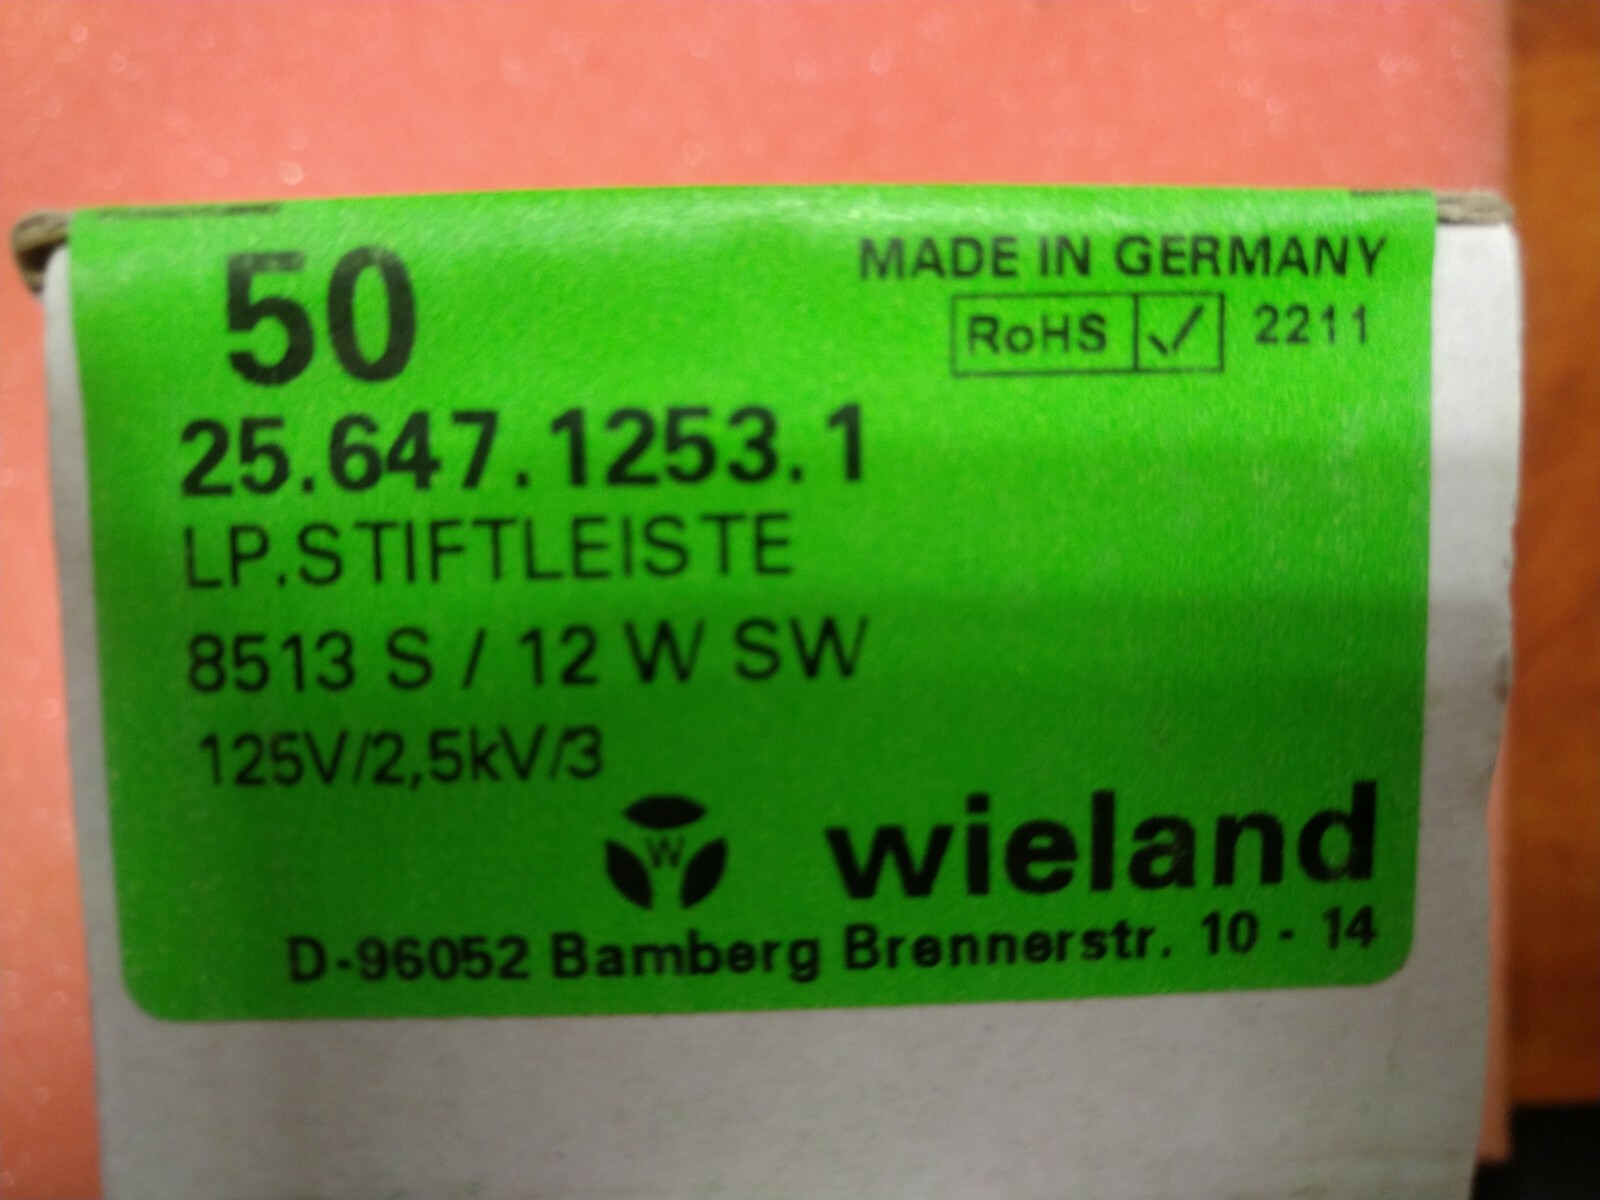 50
MADE IN GERMANY
RoHS ✓ 2211
25.647.1253.1
LP.STIFTLEISTE
8513 S / 12 W SW
125V/2,5kV/3
W wieland
D-96052 Bamberg Brennerstr. 10 - 14